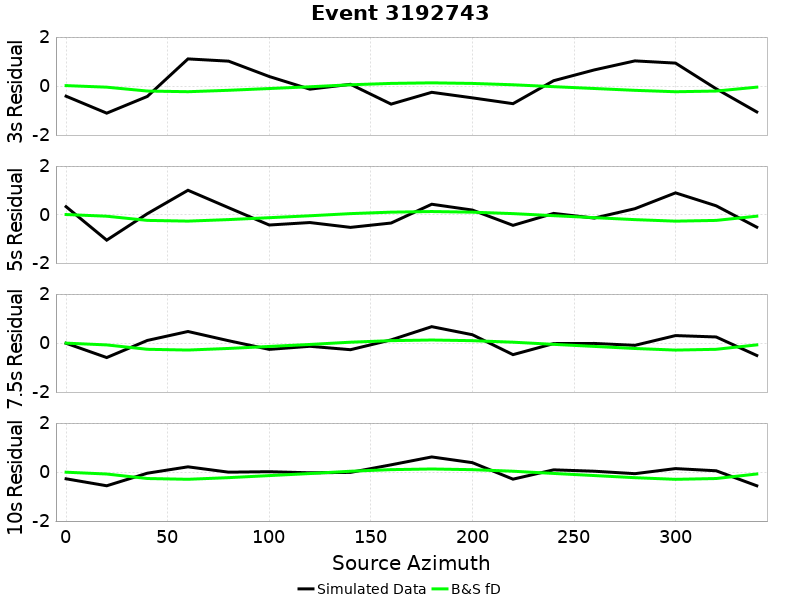 Event 3192743
3s Residual
2
0
-2
5s Residual
2
0
-2
7.5s Residual
2
0
-2
10s Residual
2
0
-2
0 50 100 150 200 250 300
Source Azimuth
Simulated Data B&S fD